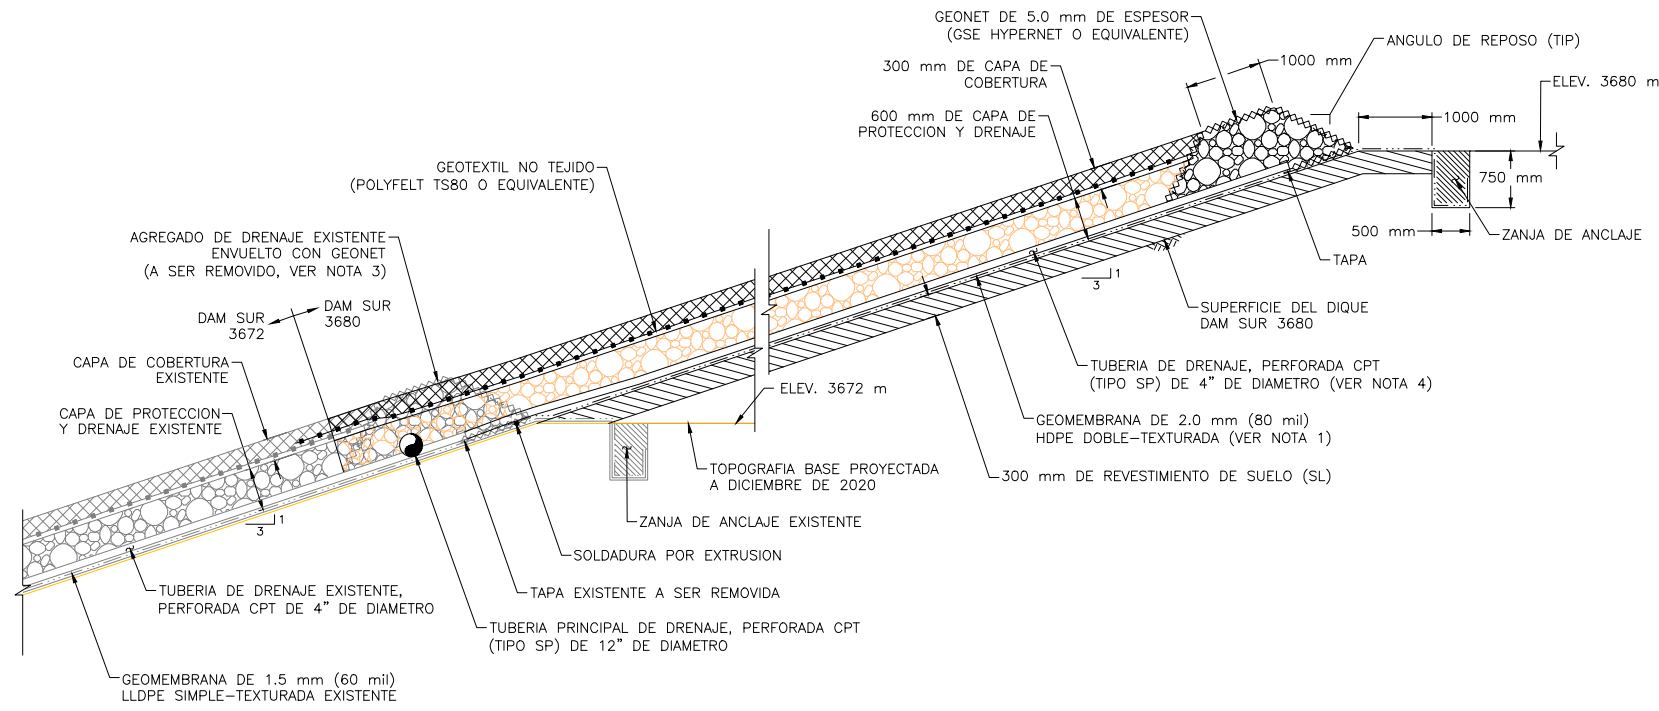 GEONET DE 5.0 mm DE ESPESOR
(GSE HYPERNET O EQUIVALENTE)
ANGULO DE REPOSO (TIP)
300 mm DE CAPA DE
COBERTURA
1000 mm
ELEV. 3680 m
600 mm DE CAPA DE
PROTECCION Y DRENAJE
1000 mm
GEOTEXTIL NO TEJIDO
(POLYFELT TS80 O EQUIVALENTE)
750 mm
500 mm
ZANJA DE ANCLAJE
TAPA
AGREGADO DE DRENAJE EXISTENTE
ENVUELTO CON GEONET
(A SER REMOVIDO, VER NOTA 3)
1
3
DAM SUR
3672
DAM SUR
3680
SUPERFICIE DEL DIQUE
DAM SUR 3680
CAPA DE COBERTURA
EXISTENTE
TUBERIA DE DRENAJE, PERFORADA CPT
(TIPO SP) DE 4" DE DIAMETRO (VER NOTA 4)
ELEV. 3672 m
CAPA DE PROTECCION
Y DRENAJE EXISTENTE
GEOMEMBRANA DE 2.0 mm (80 mil)
HDPE DOBLE-TEXTURADA (VER NOTA 1)
TOPOGRAFIA BASE PROYECTADA
A DICIEMBRE DE 2020
300 mm DE REVESTIMIENTO DE SUELO (SL)
1
3
ZANJA DE ANCLAJE EXISTENTE
SOLDADURA POR EXTRUSION
TUBERIA DE DRENAJE EXISTENTE,
PERFORADA CPT DE 4" DE DIAMETRO
TAPA EXISTENTE A SER REMOVIDA
TUBERIA PRINCIPAL DE DRENAJE, PERFORADA CPT
(TIPO SP) DE 12" DE DIAMETRO
GEOMEMBRANA DE 1.5 mm (60 mil)
LLDPE SIMPLE-TEXTURADA EXISTENTE